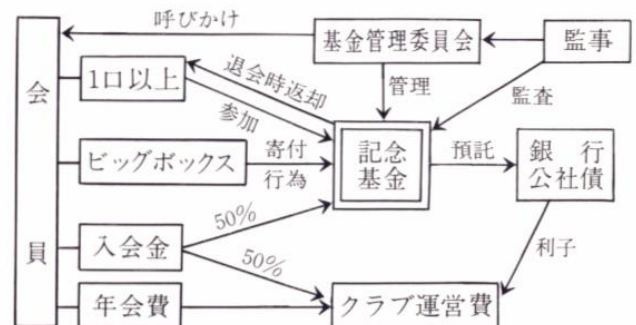 呼びかけ
基金管理委員会
監事
会員
1口以上
退会時返却
参加
管理
監査
ビッグボックス
寄付
行為
記念
基金
預託
銀行
公社債
入会金
50%
50%
利子
年会費
クラブ運営費